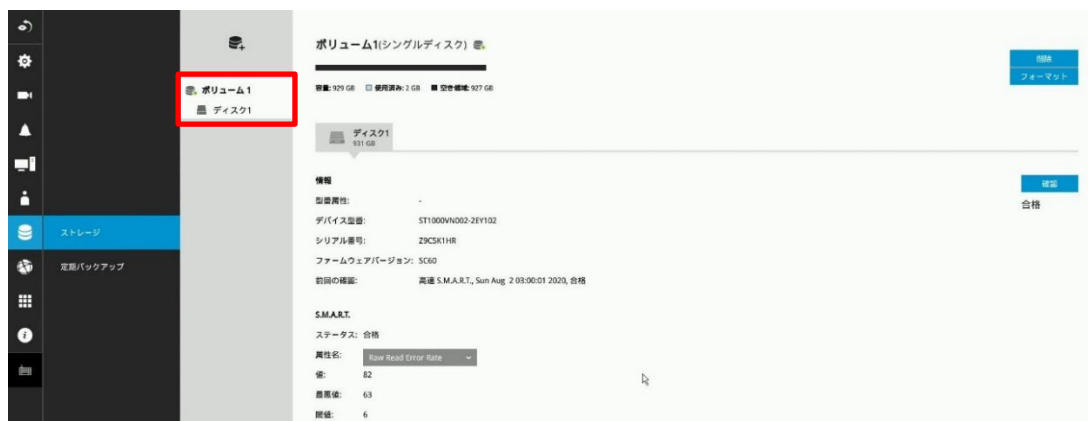 ボリューム1(シングルディスク)
削除
フォーマット
ボリューム 1
ディスク1
容量: 929 GB 使用済み: 2 GB 空き領域: 927 GB
ディスク1
931 GB
情報
確認
型番属性: -
合格
デバイス型番: ST1000VN002-2EY102
ストレージ
シリアル番号: Z9C5K1HR
ファームウェアバージョン: SC60
定期バックアップ
前回の確認: 高速 S.M.A.R.T., Sun Aug 2 03:00:01 2020, 合格
S.M.A.R.T.
ステータス: 合格
属性名: Raw Read Error Rate
値: 82
最悪値: 63
閾値: 6